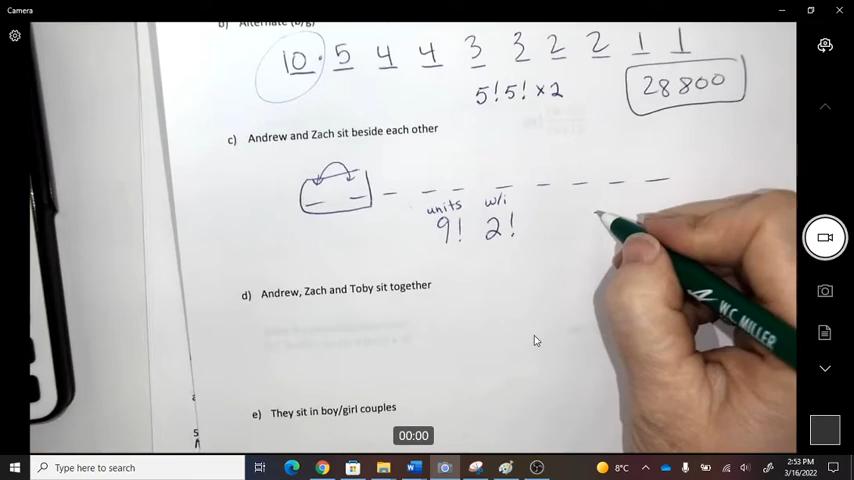 Camera
b) Alternate (b/g)
10 · 5 4 4 3 3 2 2 1 1
5! 5! × 2
28800
c) Andrew and Zach sit beside each other
units w/i
9! 2!
d) Andrew, Zach and Toby sit together
W.C. MILLER
e) They sit in boy/girl couples
00:00
Type here to search
8°C
2:53 PM
3/16/2022